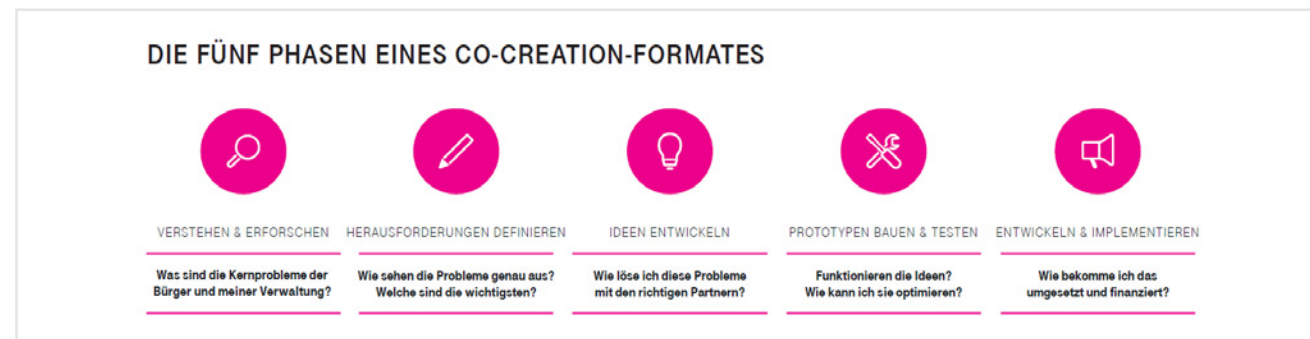 DIE FÜNF PHASEN EINES CO-CREATION-FORMATES
VERSTEHEN & ERFORSCHEN
Was sind die Kernprobleme der
Bürger und meiner Verwaltung?
HERAUSFORDERUNGEN DEFINIEREN
Wie sehen die Probleme genau aus?
Welche sind die wichtigsten?
IDEEN ENTWICKELN
Wie löse ich diese Probleme
mit den richtigen Partnern?
PROTOTYPEN BAUEN & TESTEN
Funktionieren die Ideen?
Wie kann ich sie optimieren?
ENTWICKELN & IMPLEMENTIEREN
Wie bekomme ich das
umgesetzt und finanziert?